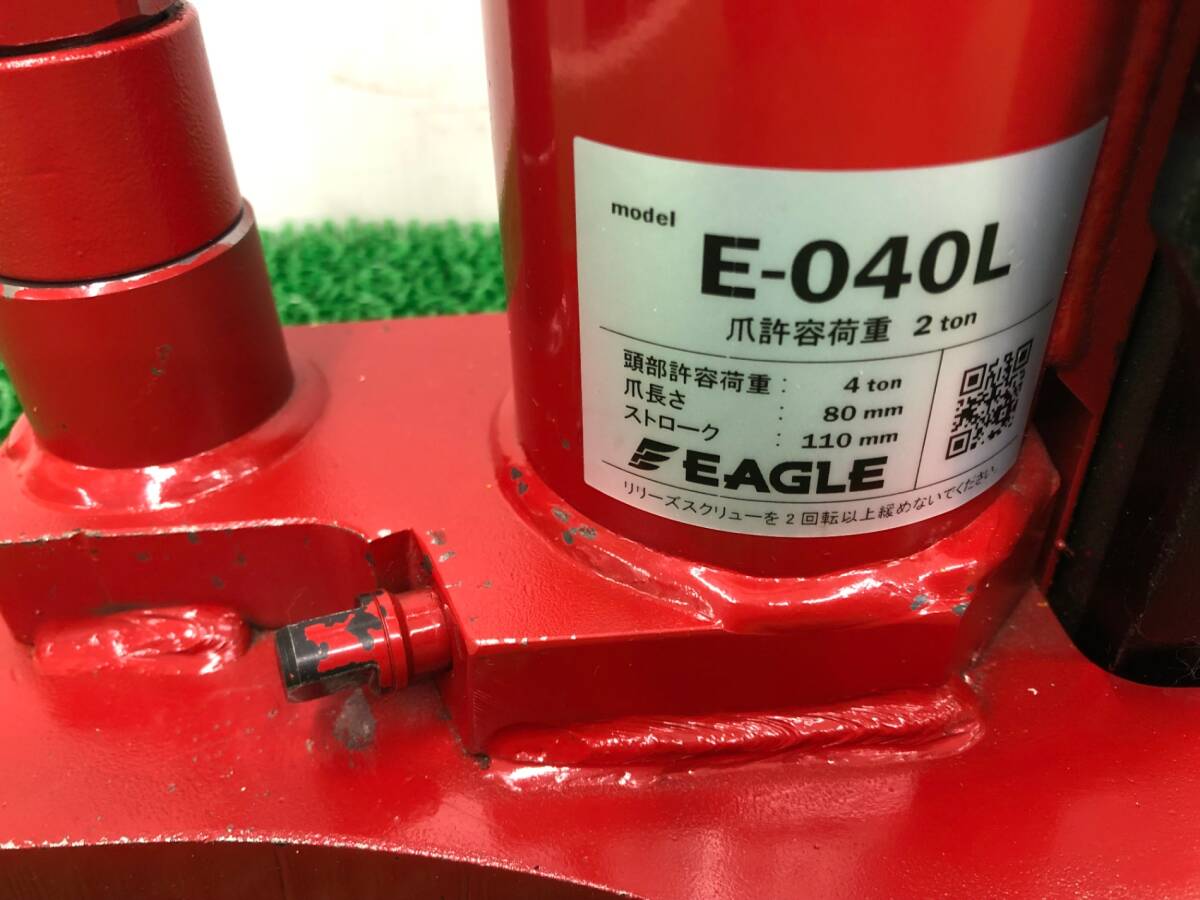 model
E-040L
爪許容荷重 2 ton
頭部許容荷重: 4 ton
爪長さ : 80 mm
ストローク : 110 mm
EAGLE
リリーズスクリューを2回転以上緩めないでください。